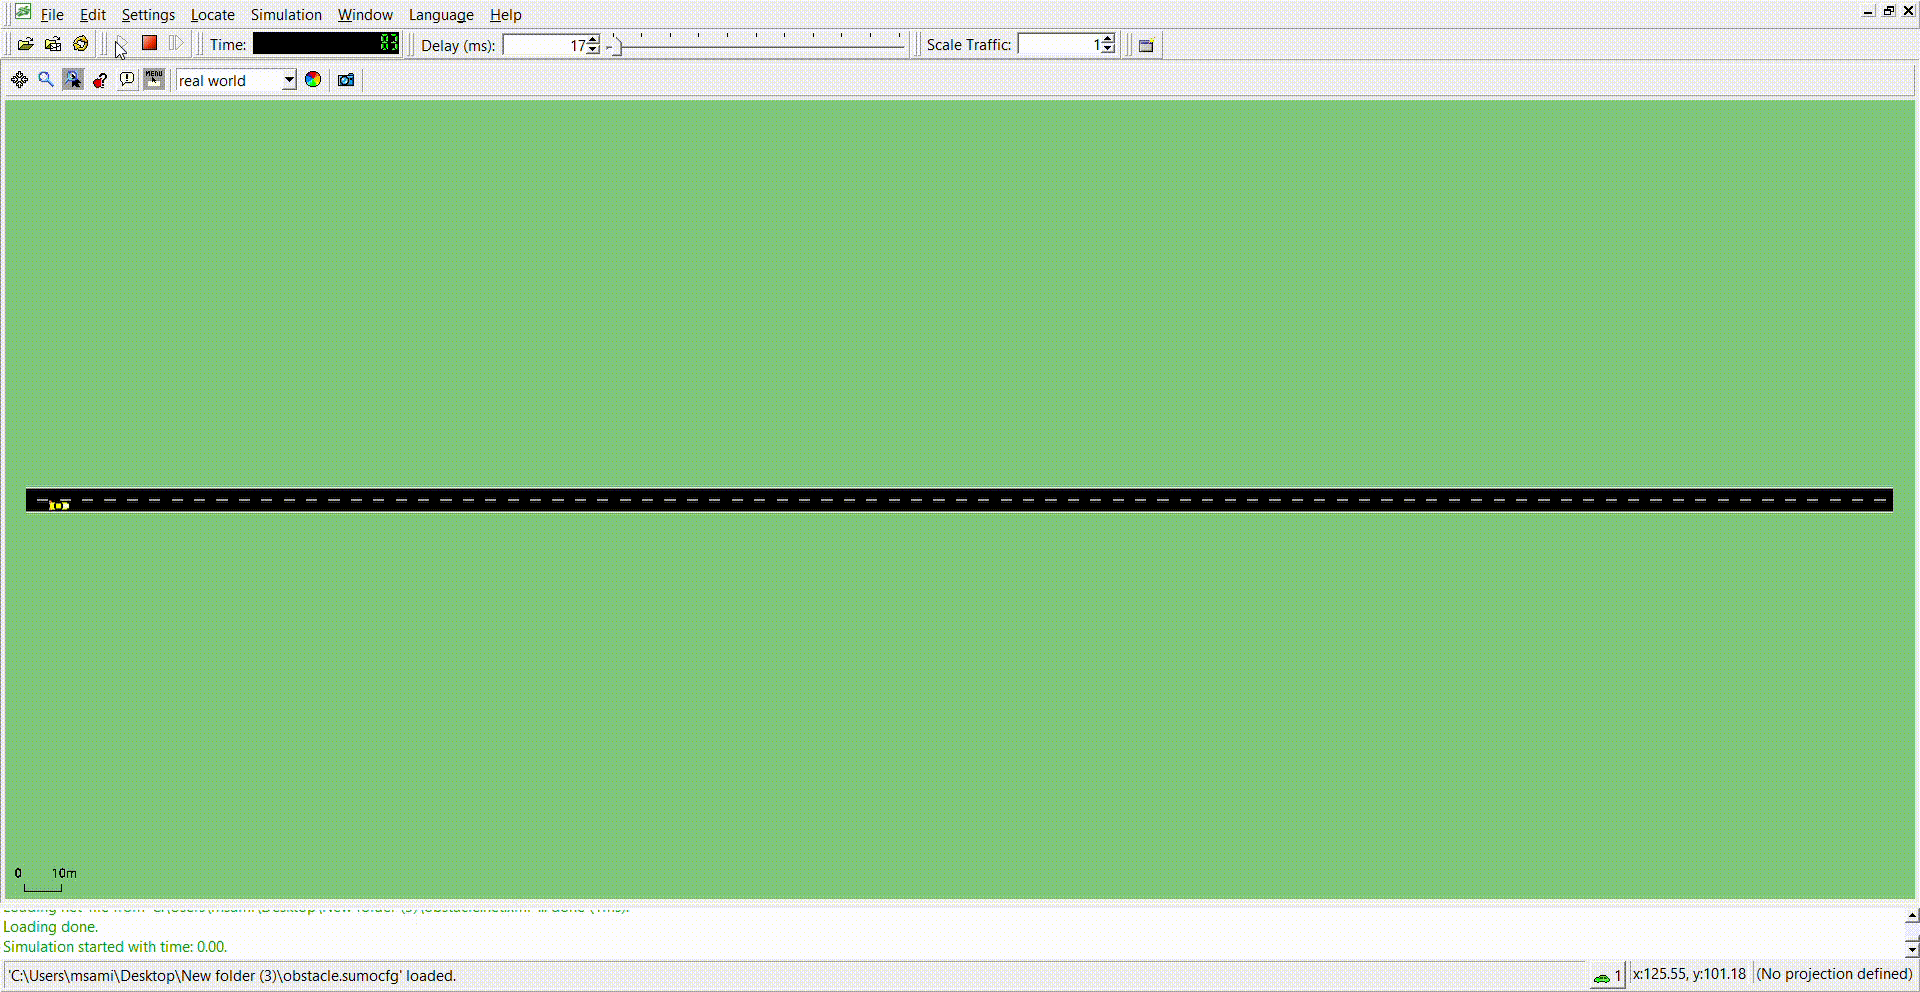 File Edit Settings Locate Simulation Window Language Help
Time: 83 Delay (ms): 17 Scale Traffic: 1
MENU real world
0 10m
Loading done.
Simulation started with time: 0.00.
'C:\Users\msami\Desktop\New folder (3)\obstacle.sumocfg' loaded. 1 x:125.55, y:101.18 (No projection defined)